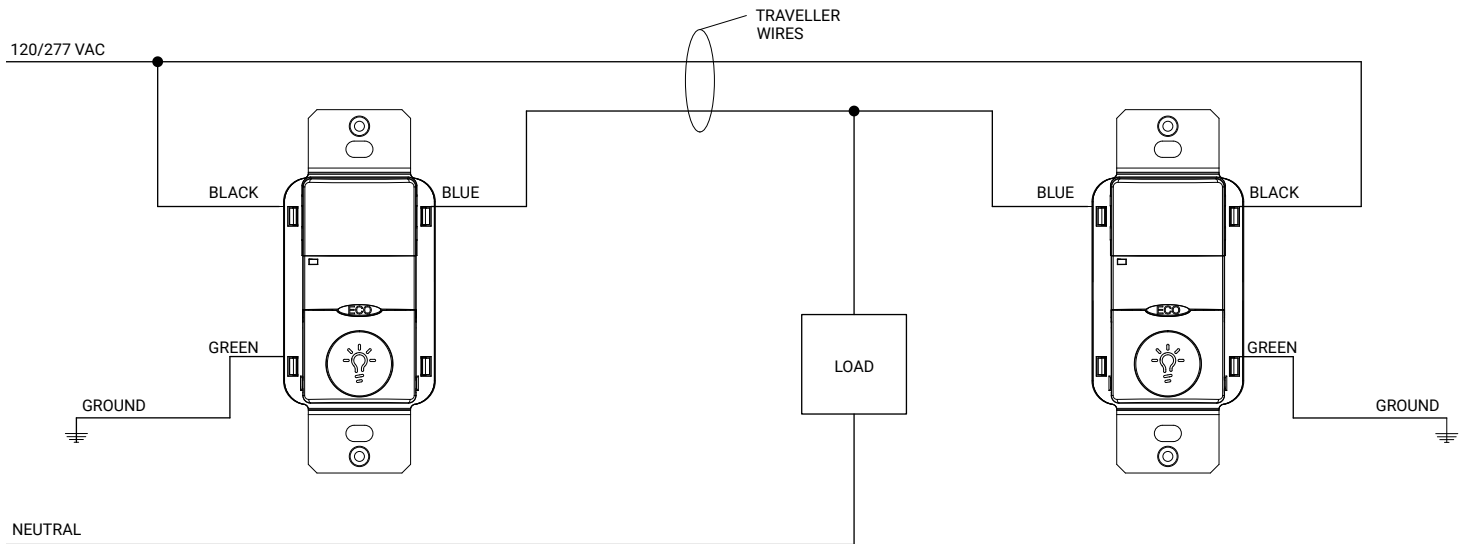 TRAVELLER
WIRES
120/277 VAC
BLACK
BLUE
BLUE
BLACK
ECO
ECO
GREEN
GREEN
LOAD
GROUND
GROUND
NEUTRAL